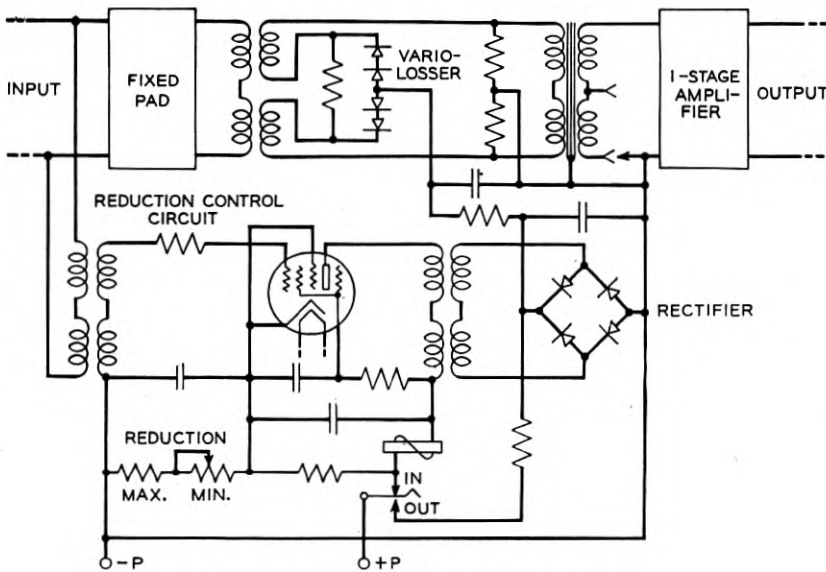 INPUT
FIXED
PAD
VARIO-
LOSSER
I-STAGE
AMPLI-
FIER
OUTPUT
REDUCTION CONTROL
CIRCUIT
RECTIFIER
REDUCTION
MAX.
MIN.
IN
OUT
-P
+P